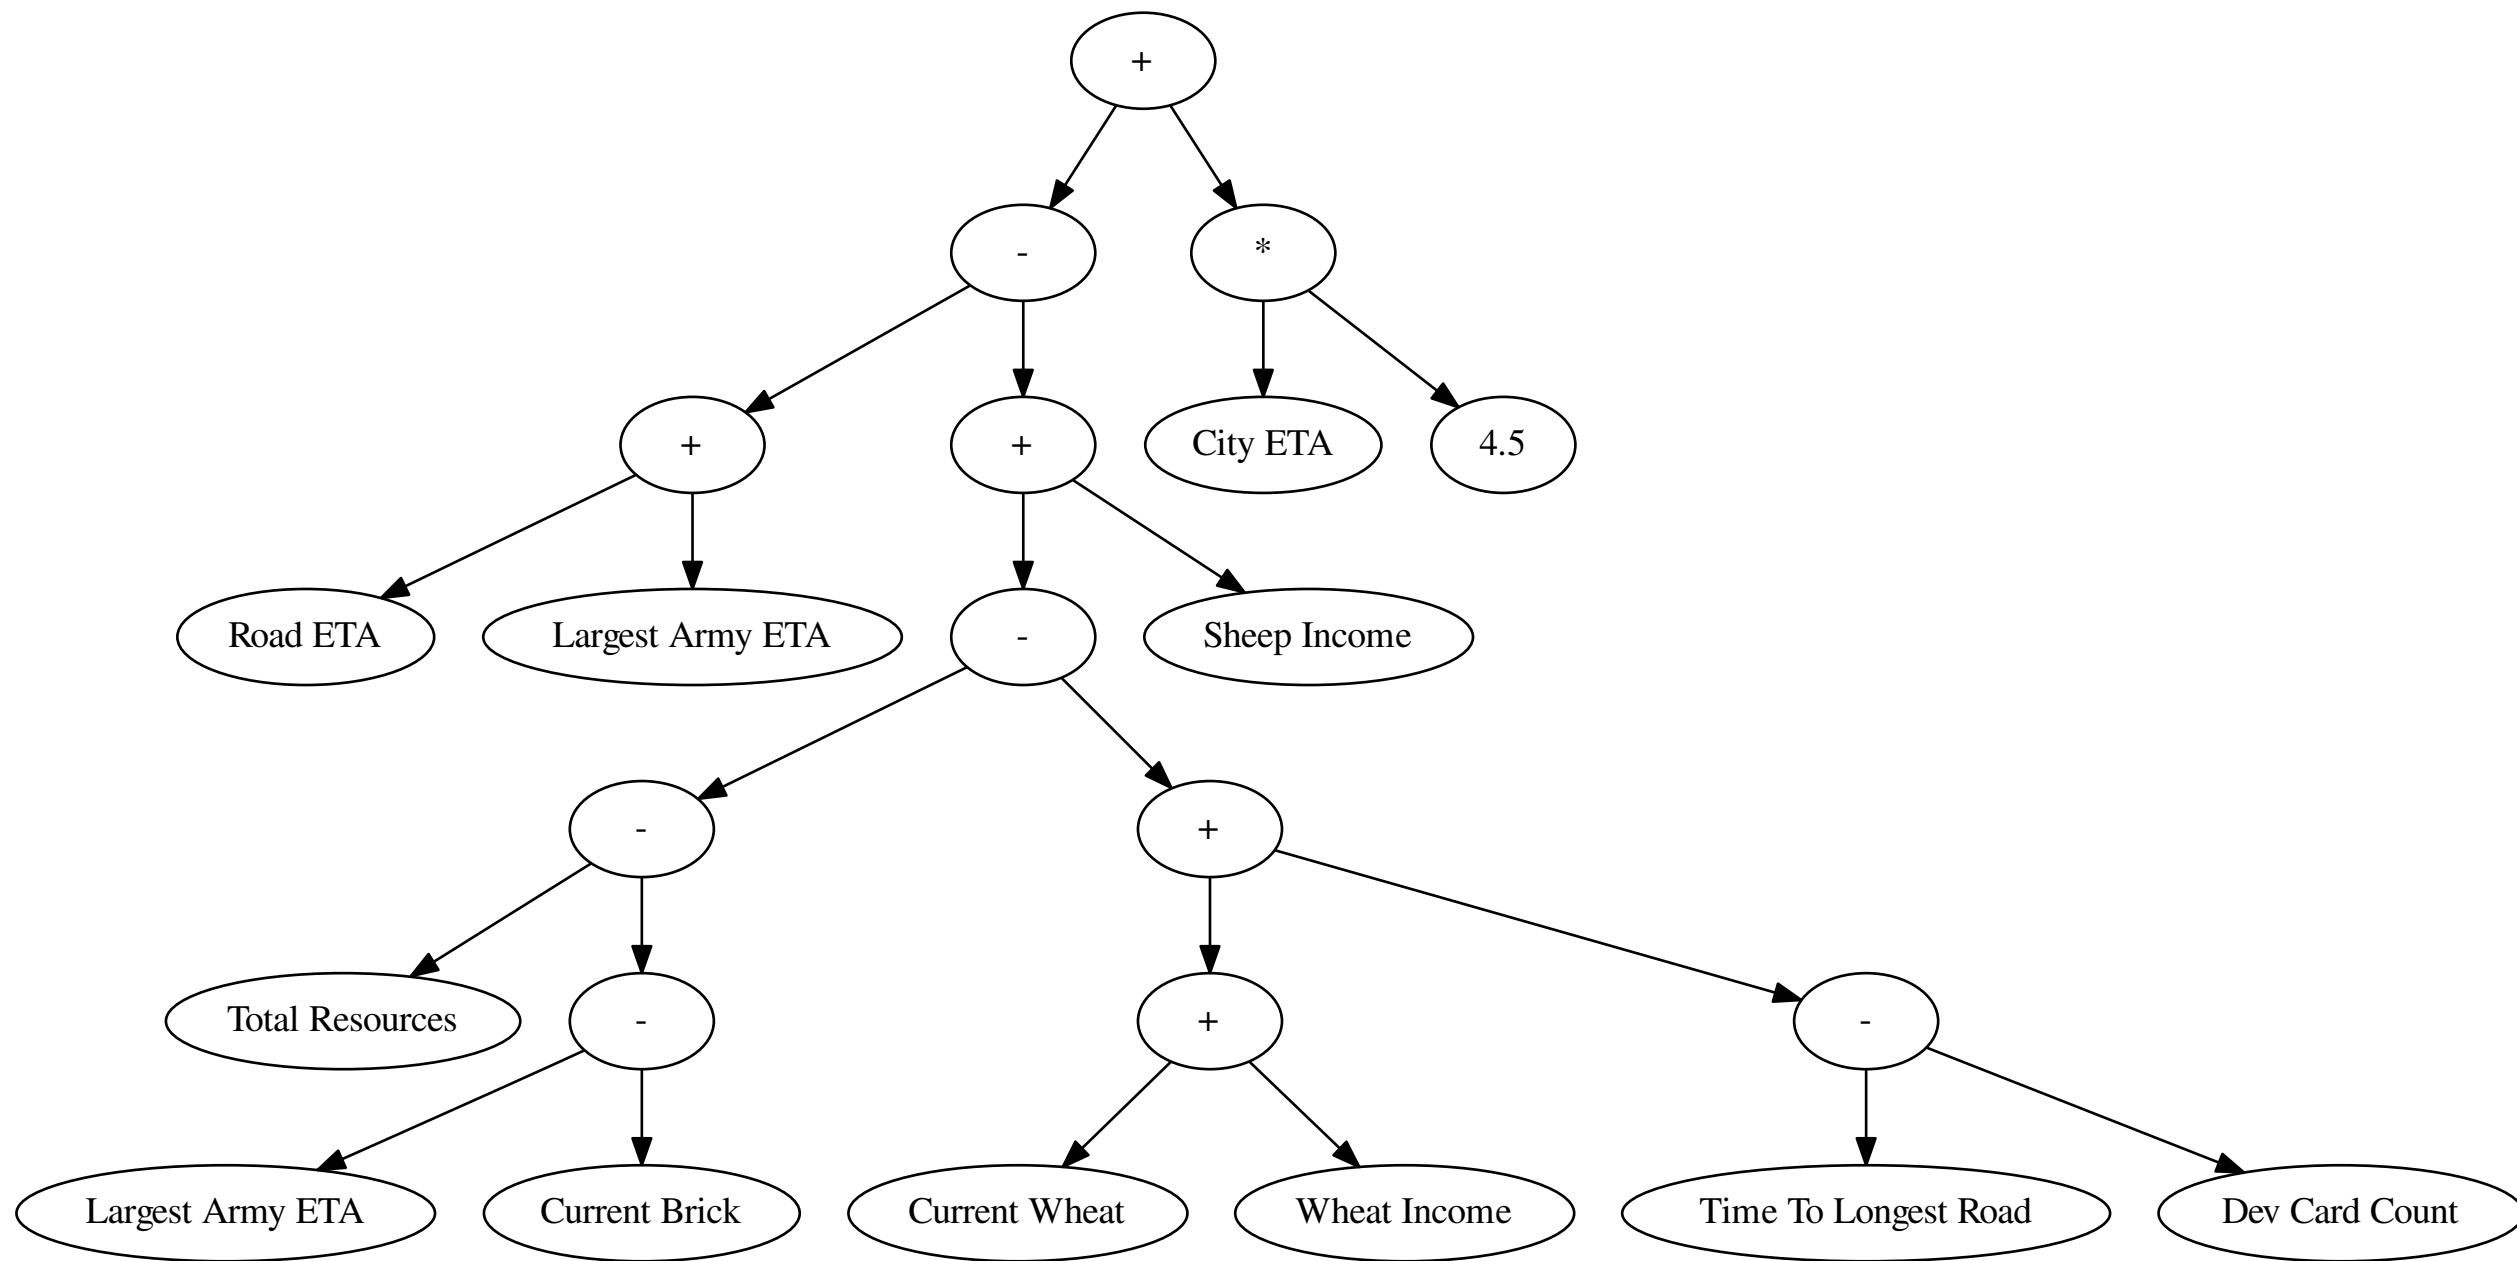 +
-
*
+
+
City ETA
4.5
Road ETA
Largest Army ETA
-
Sheep Income
-
+
Total Resources
-
+
-
Largest Army ETA
Current Brick
Current Wheat
Wheat Income
Time To Longest Road
Dev Card Count